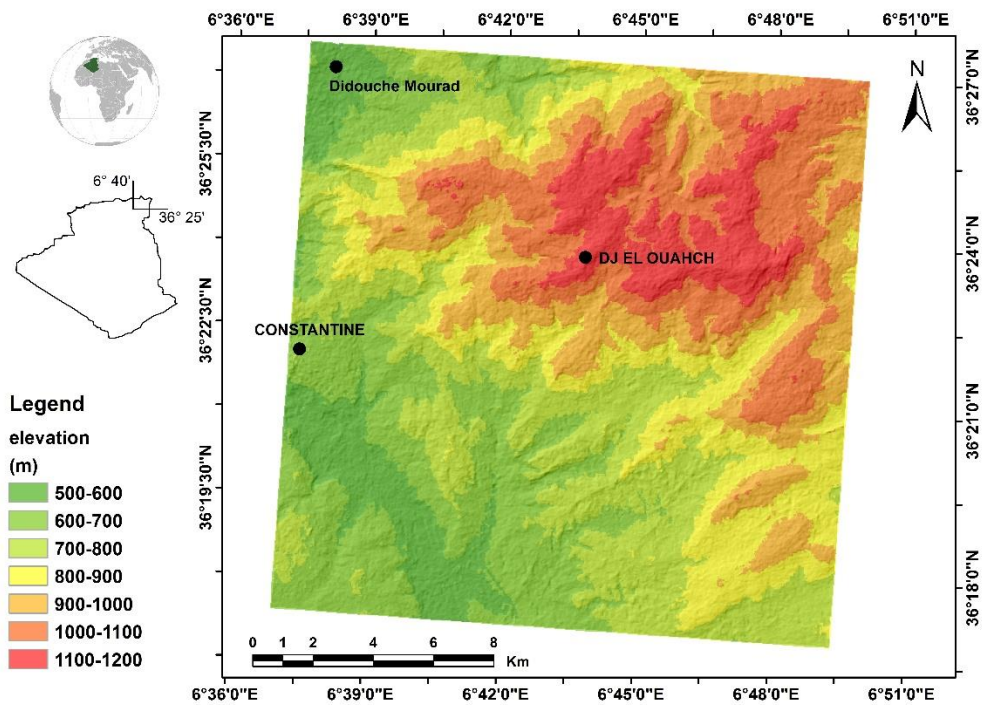 6°36'0"E 6°39'0"E 6°42'0"E 6°45'0"E 6°48'0"E 6°51'0"E
N
Didouche Mourad
36°27'0"N
36°25'30"N
6° 40'
36° 25'
DJ EL OUAHCH
36°24'0"N
36°22'30"N
CONSTANTINE
36°21'0"N
36°19'30"N
36°18'0"N
Legend
elevation
(m)
500-600
600-700
700-800
800-900
900-1000
1000-1100
1100-1200
0 1 2 4 6 8
Km
6°36'0"E 6°39'0"E 6°42'0"E 6°45'0"E 6°48'0"E 6°51'0"E